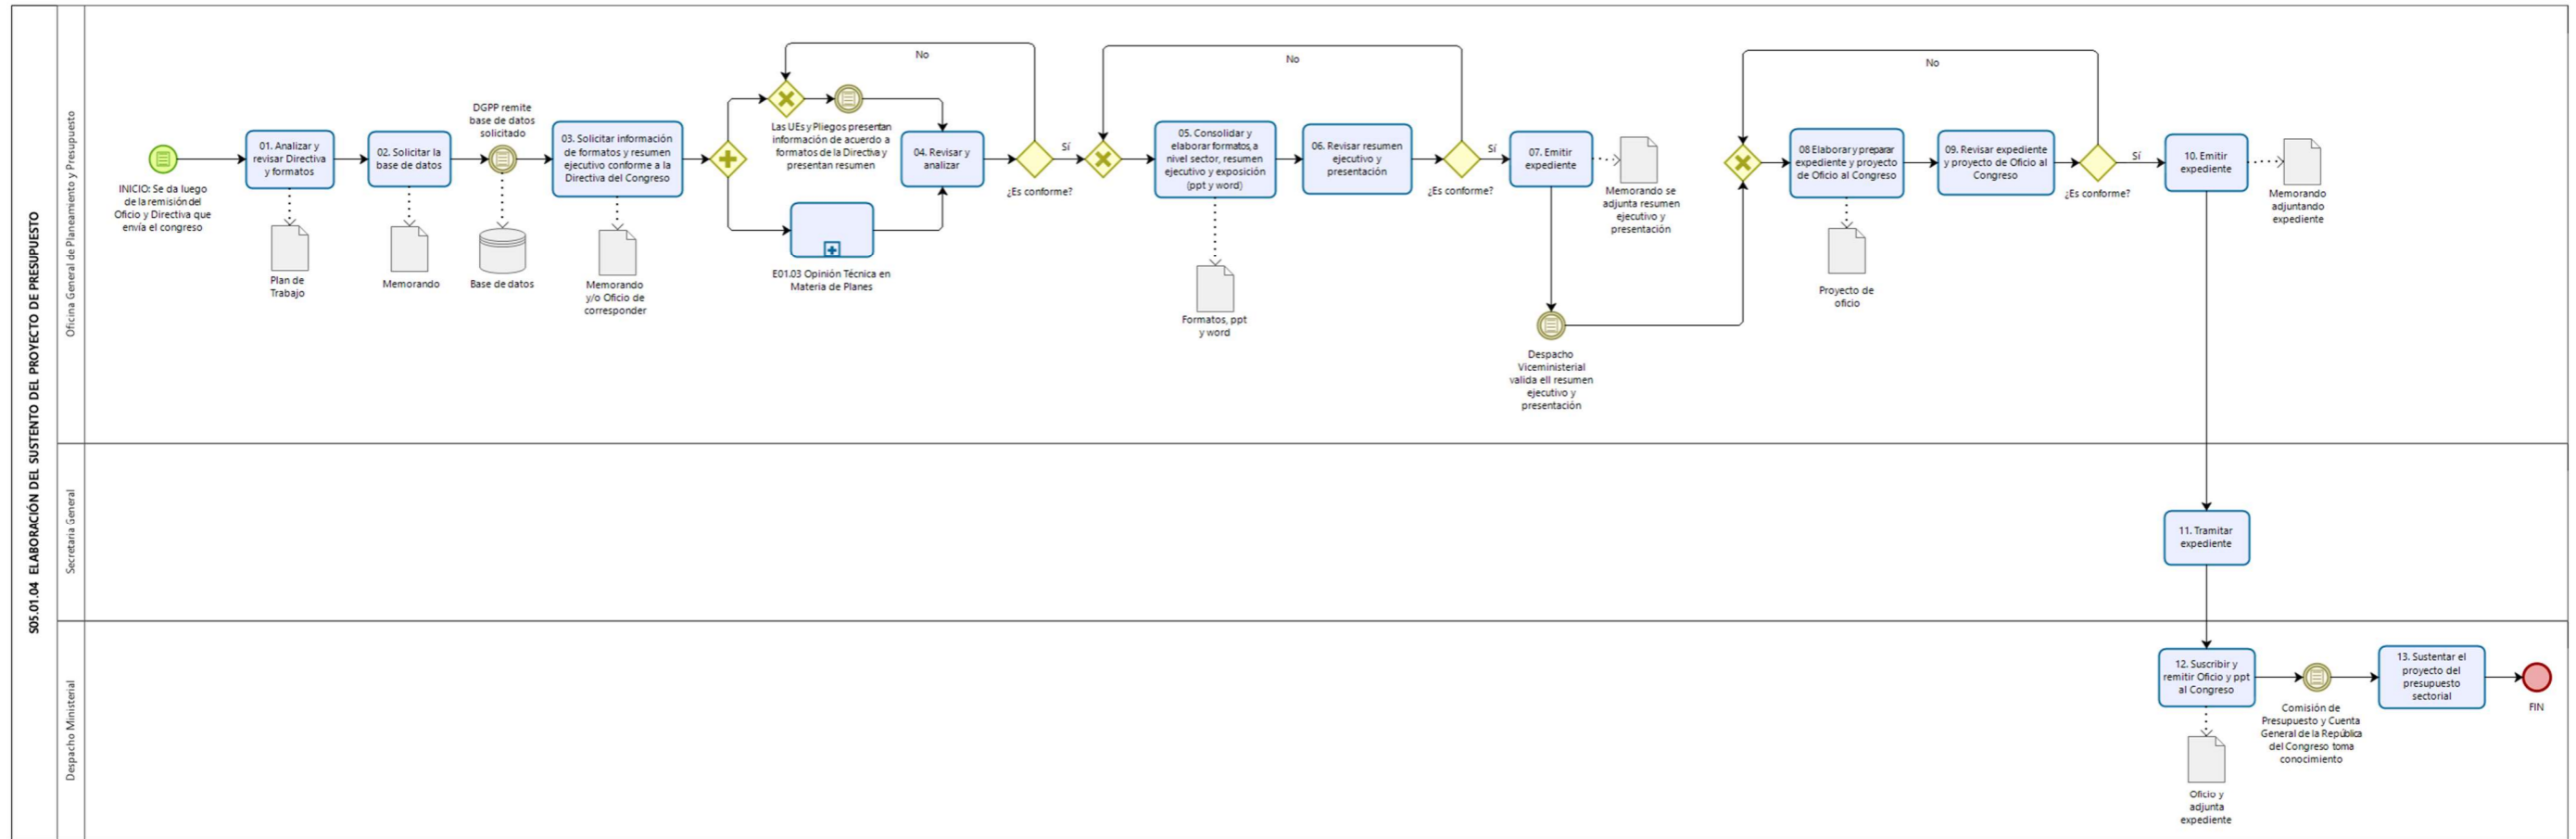 S05.01.04 ELABORACIÓN DEL SUSTENTO DEL PROYECTO DE PRESUPUESTO
Oficina General de Planeamiento y Presupuesto
INICIO: Se da luego
de la remisión del
Oficio y Directiva que
envía el congreso
01. Analizar y
revisar Directiva
y formatos
Plan de
Trabajo
02. Solicitar la
base de datos
Memorando
DGPP remite
base de datos
solicitado
Base de datos
03. Solicitar información
de formatos y resumen
ejecutivo conforme a la
Directiva del Congreso
Memorando
y/o Oficio de
corresponder
No
Las UEs y Pliegos presentan
información de acuerdo a
formatos de la Directiva y
presentan resumen
E01.03 Opinión Técnica en
Materia de Planes
04. Revisar y
analizar
¿Es conforme?
Sí
No
05. Consolidar y
elaborar formatos, a
nivel sector, resumen
ejecutivo y exposición
(ppt y word)
Formatos, ppt
y word
06. Revisar resumen
ejecutivo y
presentación
¿Es conforme?
Sí
07. Emitir
expediente
Memorando se
adjunta resumen
ejecutivo y
presentación
Despacho
Viceministerial
valida ell resumen
ejecutivo y
presentación
No
08 Elaborar y preparar
expediente y proyecto
de Oficio al Congreso
Proyecto de
oficio
09. Revisar expediente
y proyecto de Oficio al
Congreso
¿Es conforme?
Sí
10. Emitir
expediente
Memorando
adjuntando
expediente
Secretaria General
11. Tramitar
expediente
Despacho Ministerial
12. Suscribir y
remitir Oficio y ppt
al Congreso
Oficio y
adjunta
expediente
Comisión de
Presupuesto y Cuenta
General de la República
del Congreso toma
conocimiento
13. Sustentar el
proyecto del
presupuesto
sectorial
FIN